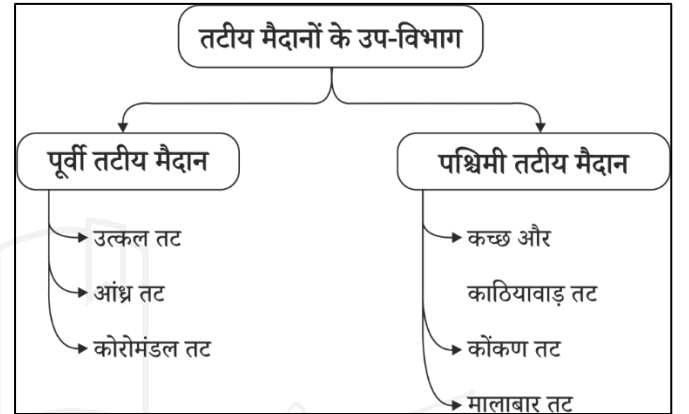 तटीय मैदानों के उप-विभाग
पूर्वी तटीय मैदान
उत्कल तट
आंध्र तट
कोरोमंडल तट
पश्चिमी तटीय मैदान
कच्छ और
काठियावाड़ तट
कोंकण तट
मालाबार तट